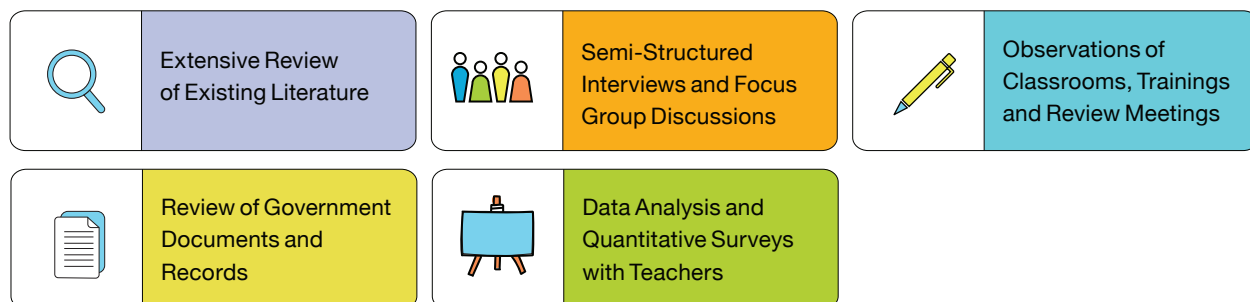 Extensive Review
of Existing Literature
Semi-Structured
Interviews and Focus
Group Discussions
Observations of
Classrooms, Trainings
and Review Meetings
Review of Government
Documents and
Records
Data Analysis and
Quantitative Surveys
with Teachers